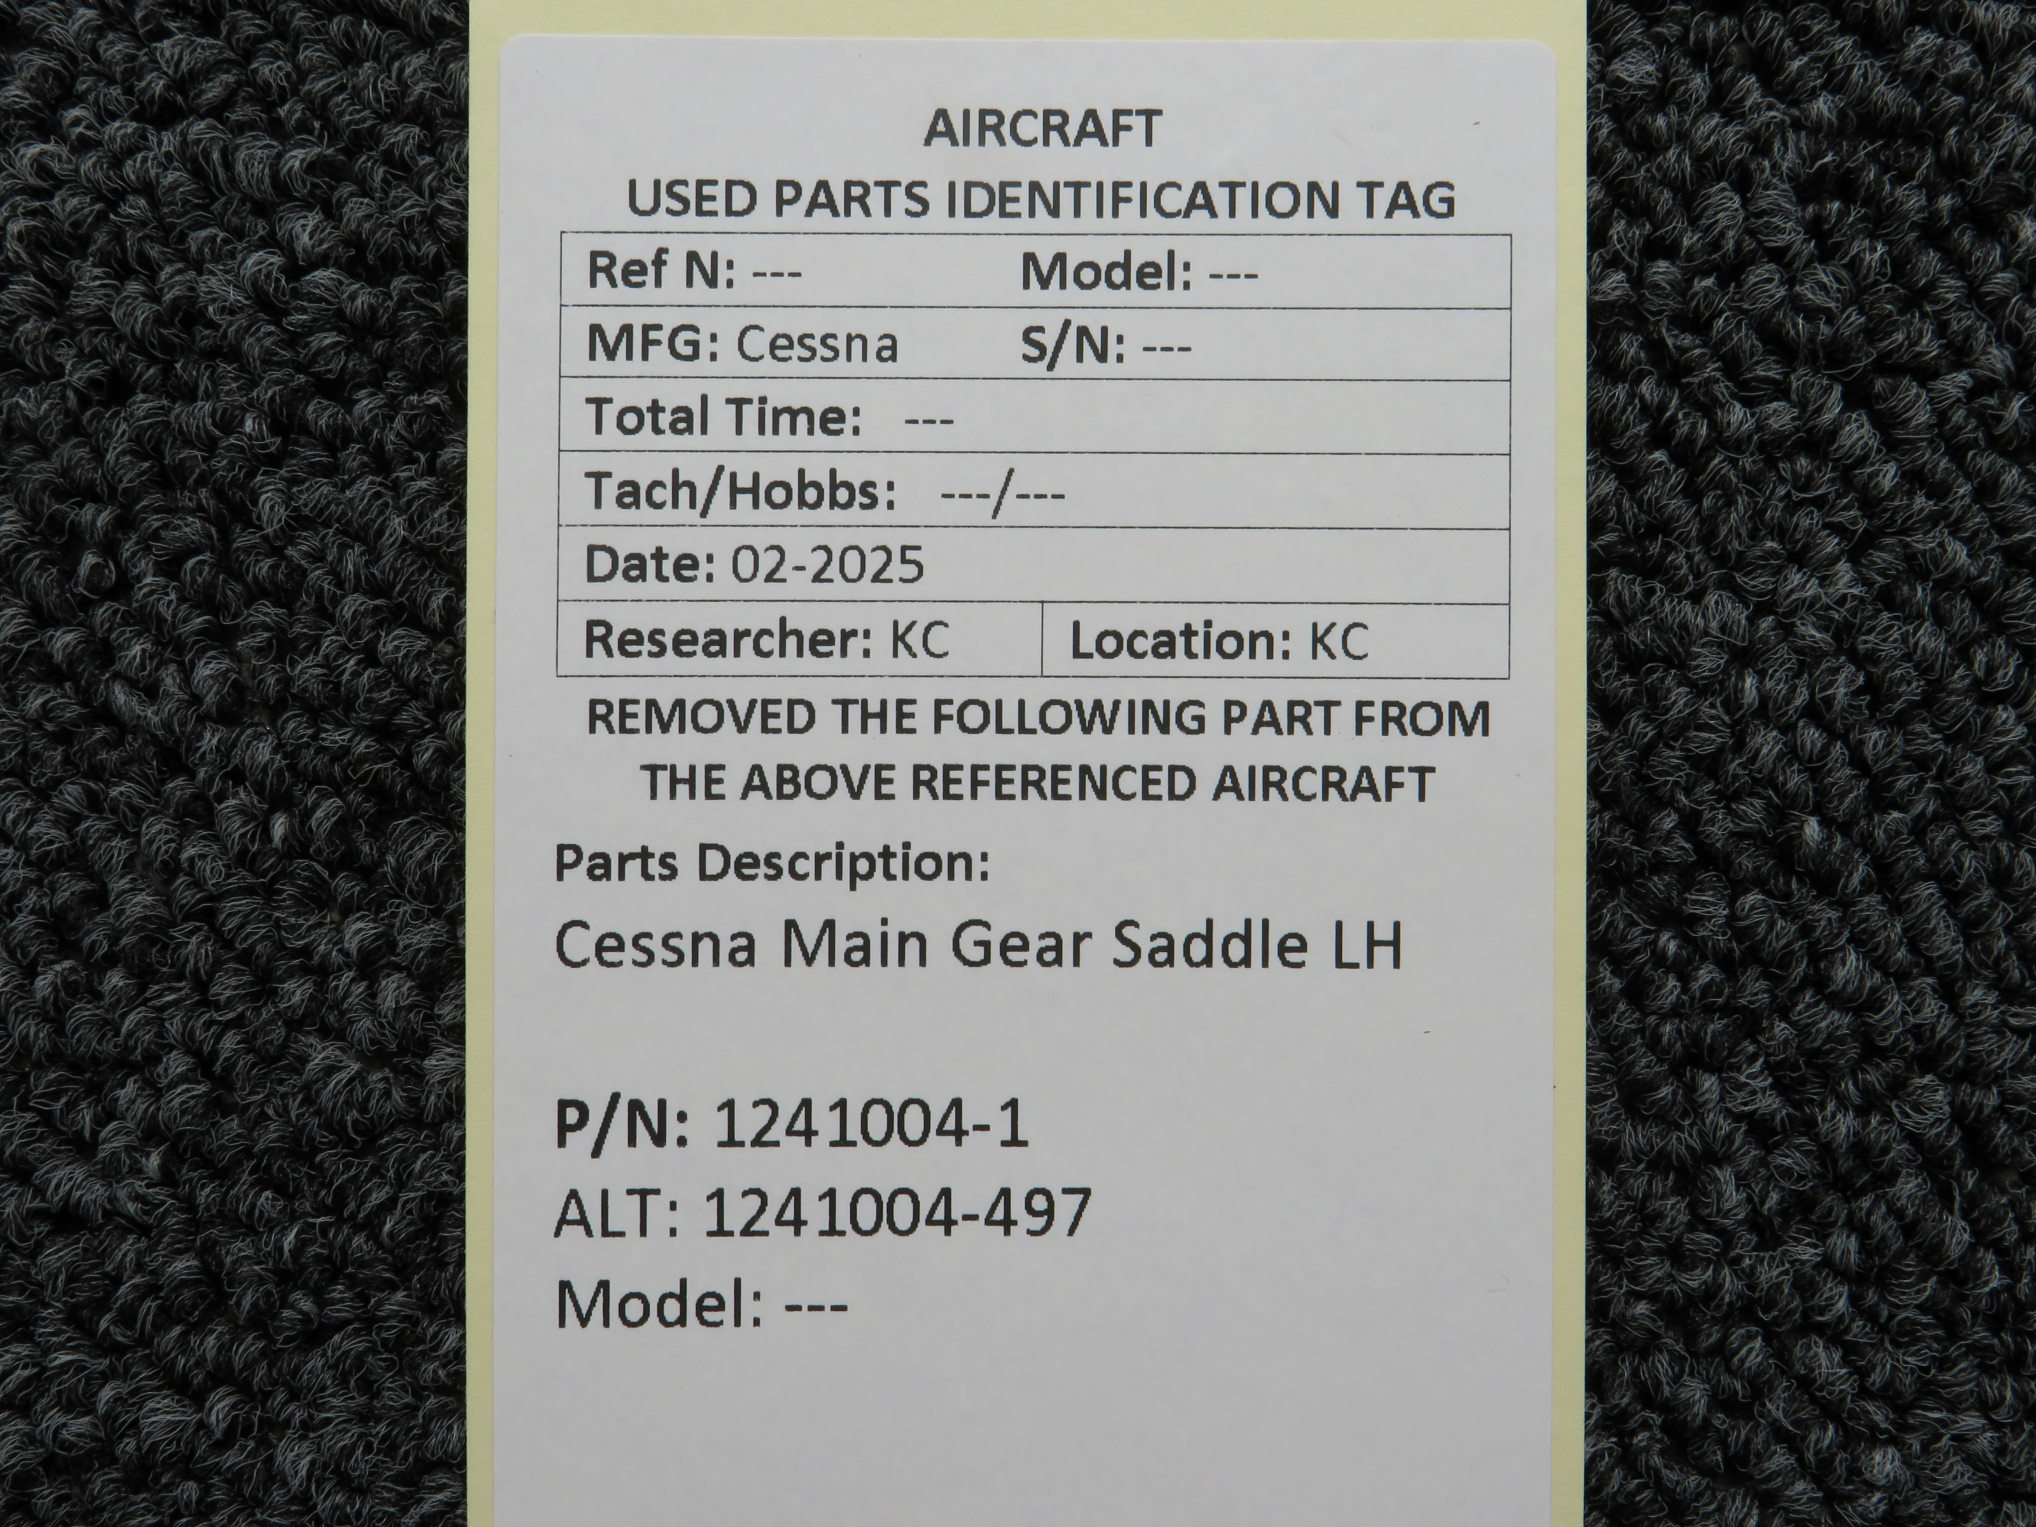 AIRCRAFT
USED PARTS IDENTIFICATION TAG
Ref N: --- Model: ---
MFG: Cessna S/N: ---
Total Time: ---
Tach/Hobbs: ---/---
Date: 02-2025
Researcher: KC Location: KC
REMOVED THE FOLLOWING PART FROM
THE ABOVE REFERENCED AIRCRAFT
Parts Description:
Cessna Main Gear Saddle LH
P/N: 1241004-1
ALT: 1241004-497
Model: ---